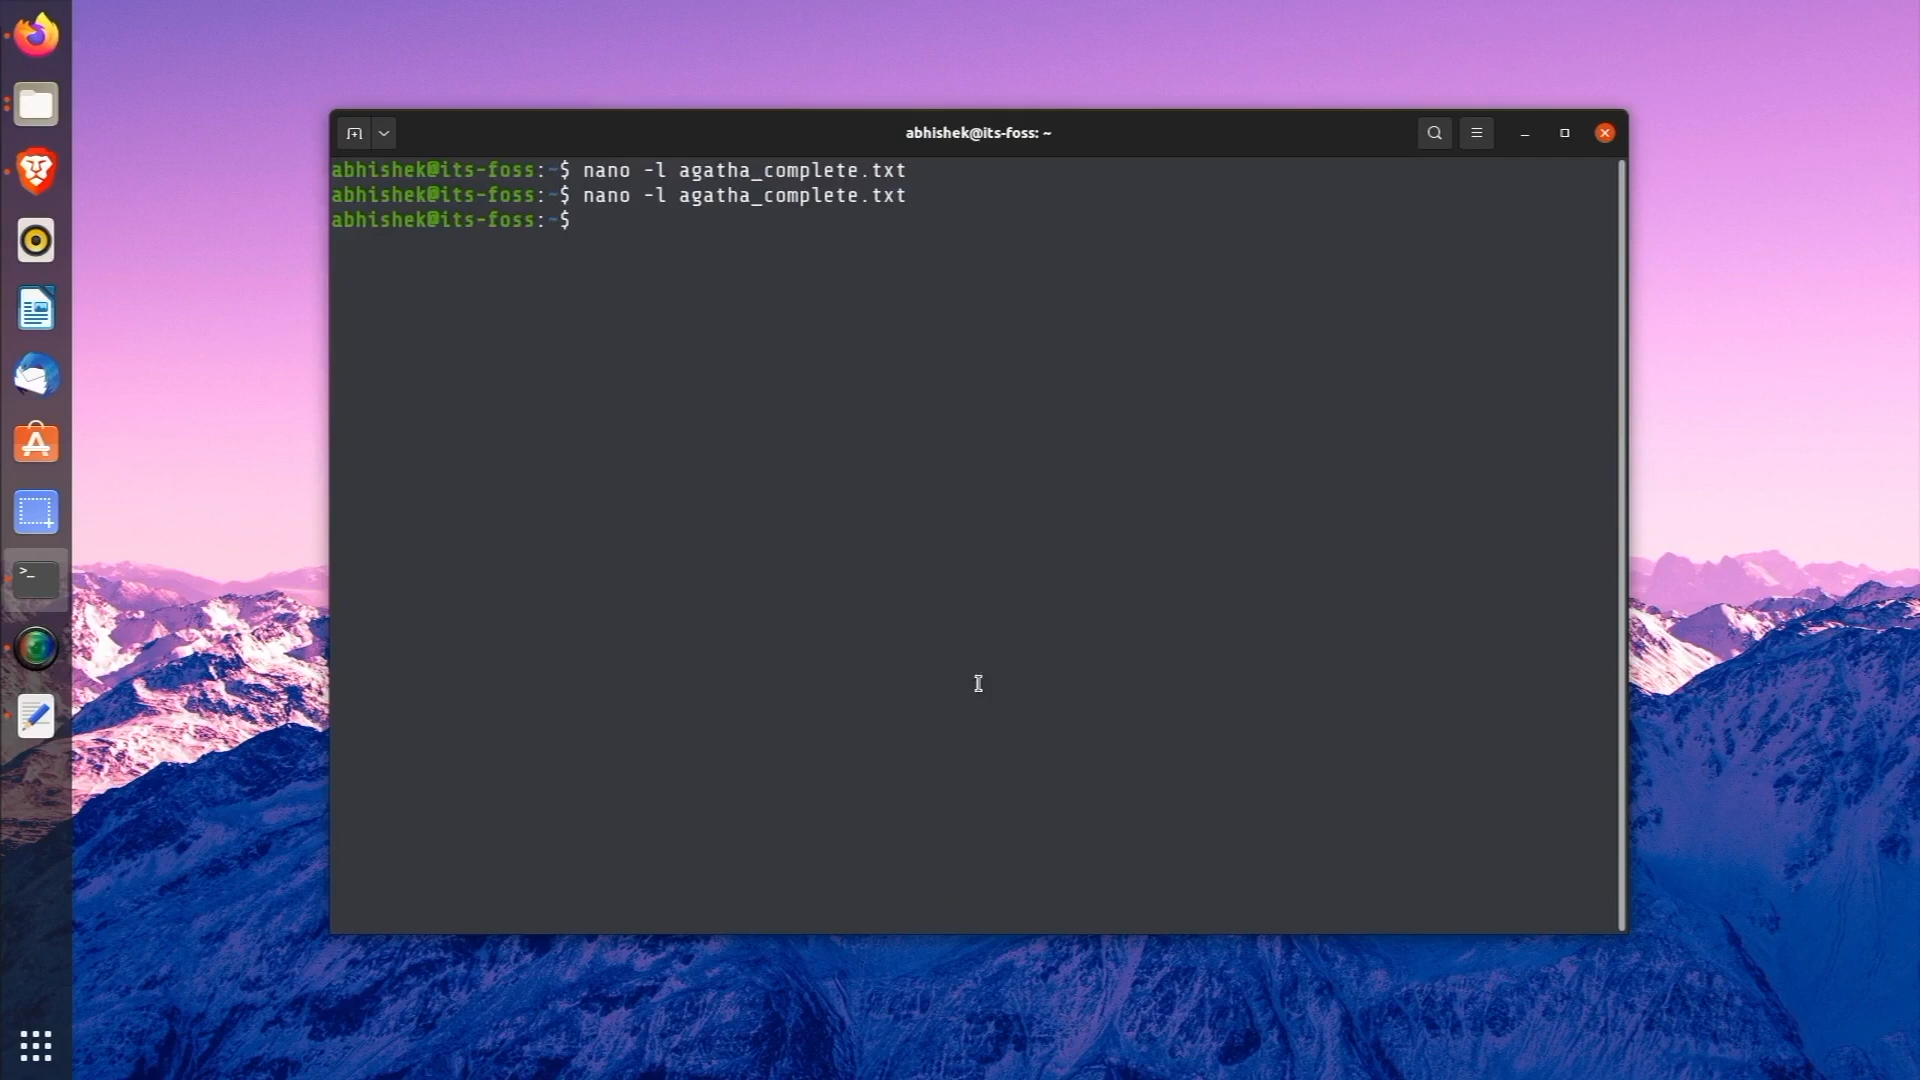 abhishek@its-foss: ~
abhishek@its-foss:~$ nano -l agatha_complete.txt
abhishek@its-foss:~$ nano -l agatha_complete.txt
abhishek@its-foss:~$